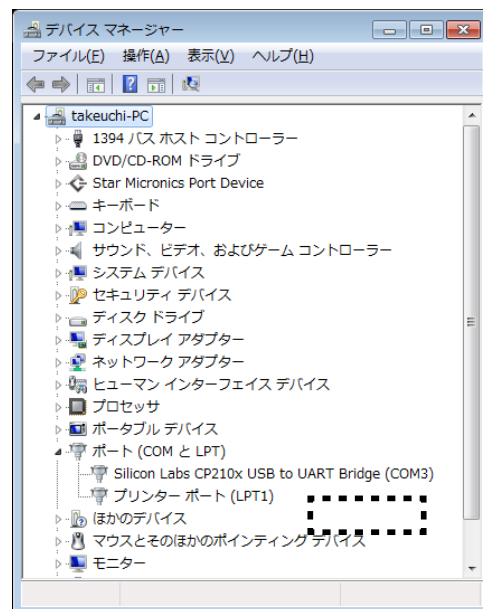 デバイス マネージャー
ファイル(F) 操作(A) 表示(V) ヘルプ(H)
takeuchi-PC
1394 バス ホスト コントローラー
DVD/CD-ROM ドライブ
Star Micronics Port Device
キーボード
コンピューター
サウンド、ビデオ、およびゲーム コントローラー
システム デバイス
セキュリティ デバイス
ディスク ドライブ
ディスプレイ アダプター
ネットワーク アダプター
ヒューマン インターフェイス デバイス
プロセッサ
ポータブル デバイス
ポート (COM と LPT)
Silicon Labs CP210x USB to UART Bridge (COM3)
プリンター ポート (LPT1)
ほかのデバイス
マウスとそのほかのポインティング デバイス
モニター